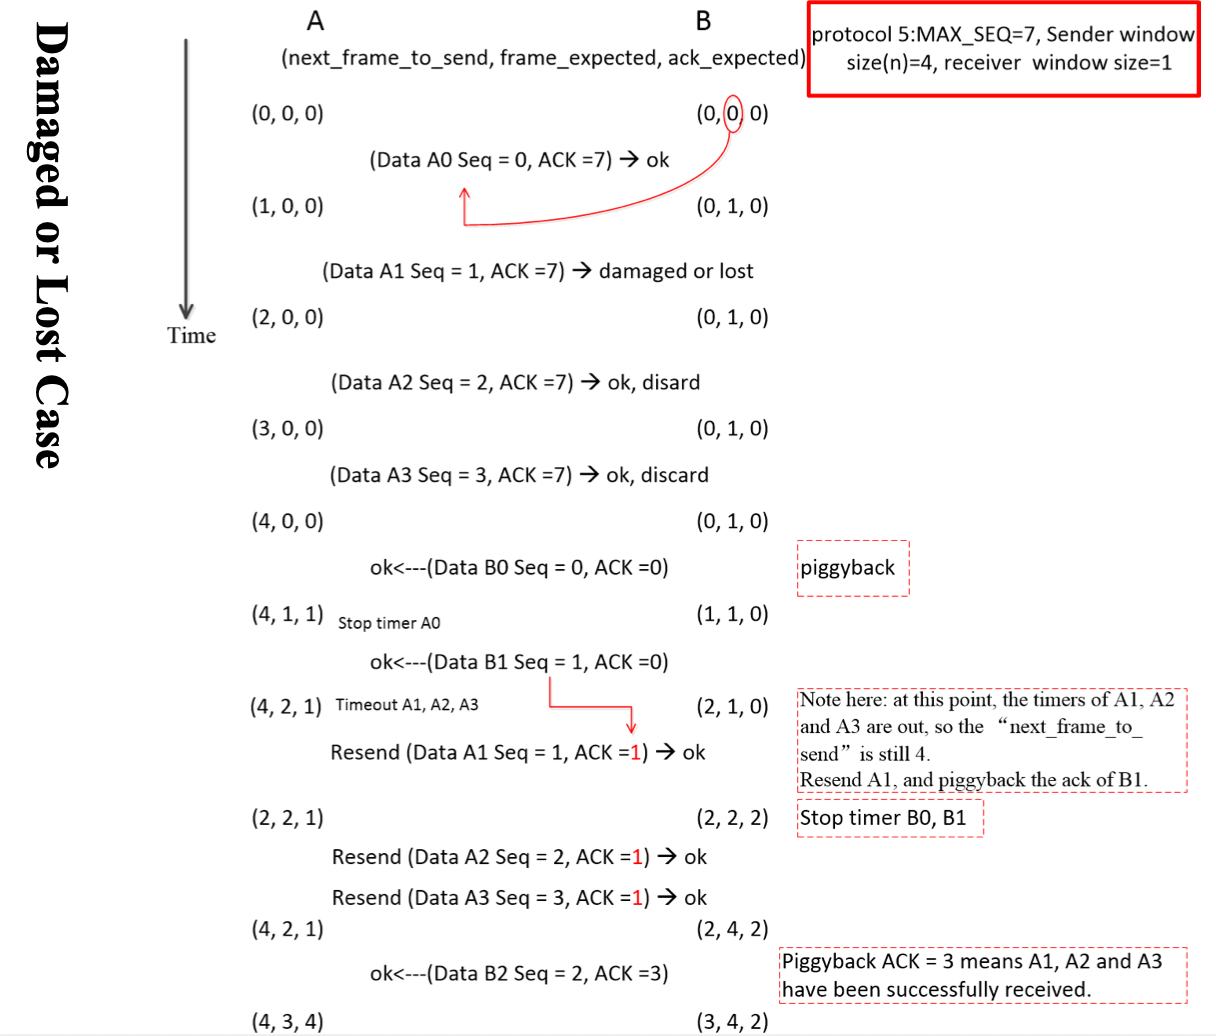 Damaged or Lost Case
A
B
protocol 5:MAX_SEQ=7, Sender window
size(n)=4, receiver window size=1
(next_frame_to_send, frame_expected, ack_expected)
(0, 0, 0)
(0, 0, 0)
(Data A0 Seq = 0, ACK =7) → ok
(1, 0, 0)
(0, 1, 0)
(Data A1 Seq = 1, ACK =7) → damaged or lost
(2, 0, 0)
(0, 1, 0)
Time
(Data A2 Seq = 2, ACK =7) → ok, disard
(3, 0, 0)
(0, 1, 0)
(Data A3 Seq = 3, ACK =7) → ok, discard
(4, 0, 0)
(0, 1, 0)
ok<---(Data B0 Seq = 0, ACK =0)
piggyback
(4, 1, 1)
Stop timer A0
(1, 1, 0)
ok<---(Data B1 Seq = 1, ACK =0)
(4, 2, 1)
Timeout A1, A2, A3
(2, 1, 0)
Note here: at this point, the timers of A1, A2
and A3 are out, so the “next_frame_to_
send” is still 4.
Resend A1, and piggyback the ack of B1.
Resend (Data A1 Seq = 1, ACK =1) → ok
(2, 2, 1)
(2, 2, 2)
Stop timer B0, B1
Resend (Data A2 Seq = 2, ACK =1) → ok
Resend (Data A3 Seq = 3, ACK =1) → ok
(4, 2, 1)
(2, 4, 2)
ok<---(Data B2 Seq = 2, ACK =3)
Piggyback ACK = 3 means A1, A2 and A3
have been successfully received.
(4, 3, 4)
(3, 4, 2)